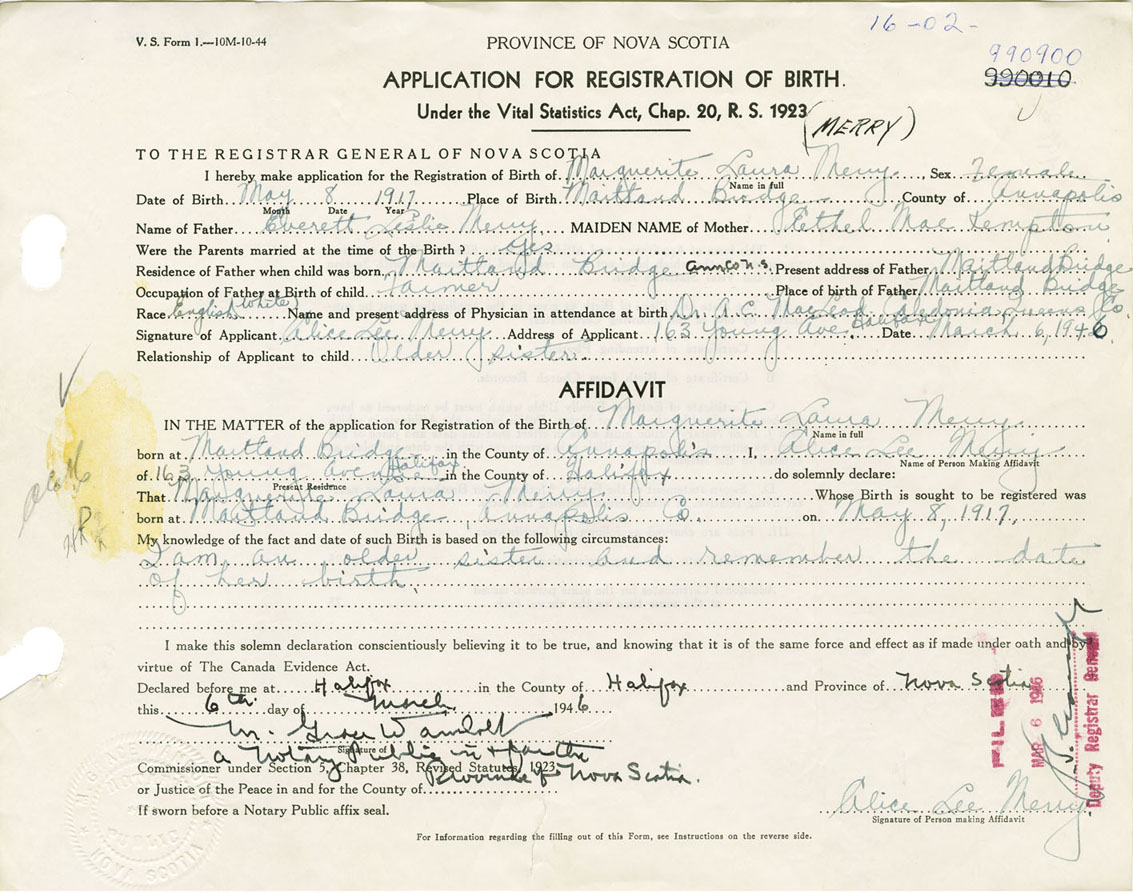 16-02-
V. S. Form 1.—10M-10-44
PROVINCE OF NOVA SCOTIA
990900
990010
APPLICATION FOR REGISTRATION OF BIRTH.
Under the Vital Statistics Act, Chap. 20, R. S. 1923
(MERRY)
TO THE REGISTRAR GENERAL OF NOVA SCOTIA
I hereby make application for the Registration of Birth of Marguerite Laura Merry Sex Female
Name in full
Date of Birth May 8 1917 Place of Birth Maitland Bridge County of Annapolis
Month Date Year
Name of Father Everett Leslie Merry MAIDEN NAME of Mother Ethel Mae Kempton
Were the Parents married at the time of the Birth? Yes
Residence of Father when child was born Maitland Bridge Ann Co N.S. Present address of Father Maitland Bridge
Occupation of Father at Birth of child Farmer Place of birth of Father Maitland Bridge
Race English (White) Name and present address of Physician in attendance at birth Dr. A.C. MacLeod, Caledonia, Queens Co.
Signature of Applicant Alice Lee Merry Address of Applicant 163 Young Ave. Halifax Date March 6, 1946
Relationship of Applicant to child Older sister
AFFIDAVIT
IN THE MATTER of the application for Registration of the Birth of Marguerite Laura Merry
Name in full
born at Maitland Bridge in the County of Annapolis I, Alice Lee Merry
Name of Person Making Affidavit
of 163 Young Avenue Halifax in the County of Halifax do solemnly declare:
Present Residence
That Marguerite Laura Merry Whose Birth is sought to be registered was
born at Maitland Bridge, Annapolis Co. on May 8, 1917,
My knowledge of the fact and date of such Birth is based on the following circumstances:
I am an older sister and remember the date
of her birth.
I make this solemn declaration conscientiously believing it to be true, and knowing that it is of the same force and effect as if made under oath and by
virtue of The Canada Evidence Act.
Declared before me at Halifax in the County of Halifax and Province of Nova Scotia
this 6th day of March 1946
M. Grace Wambolt
Signature of
a Notary Public in & for the
Commissioner under Section 5, Chapter 38, Revised Statutes, 1923
Province of Nova Scotia.
or Justice of the Peace in and for the County of
If sworn before a Notary Public affix seal.
FILED
MAR 6 1946
Deputy Registrar General
Alice Lee Merry
Signature of Person making Affidavit
For Information regarding the filling out of this Form, see Instructions on the reverse side.
PUBLIC
NOVA SCOTIA